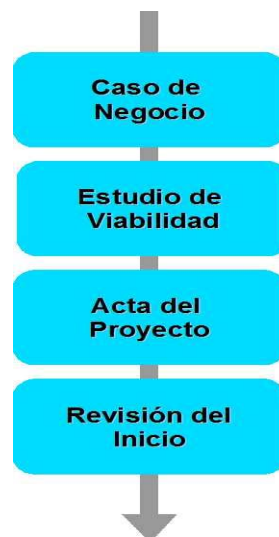 Caso de
Negocio
Estudio de
Viabilidad
Acta del
Proyecto
Revisión del
Inicio